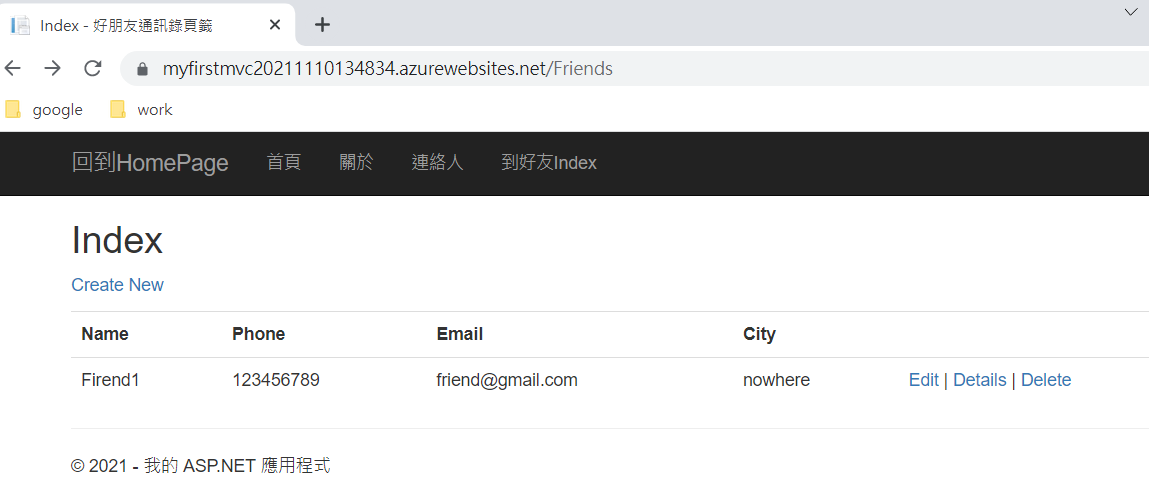 Index - 好朋友通訊錄頁籤
myfirstmvc20211110134834.azurewebsites.net/Friends
google work
回到HomePage 首頁 關於 連絡人 到好友Index
Index
Create New
Name Phone Email City
Firend1 123456789 friend@gmail.com nowhere Edit | Details | Delete
© 2021 - 我的 ASP.NET 應用程式